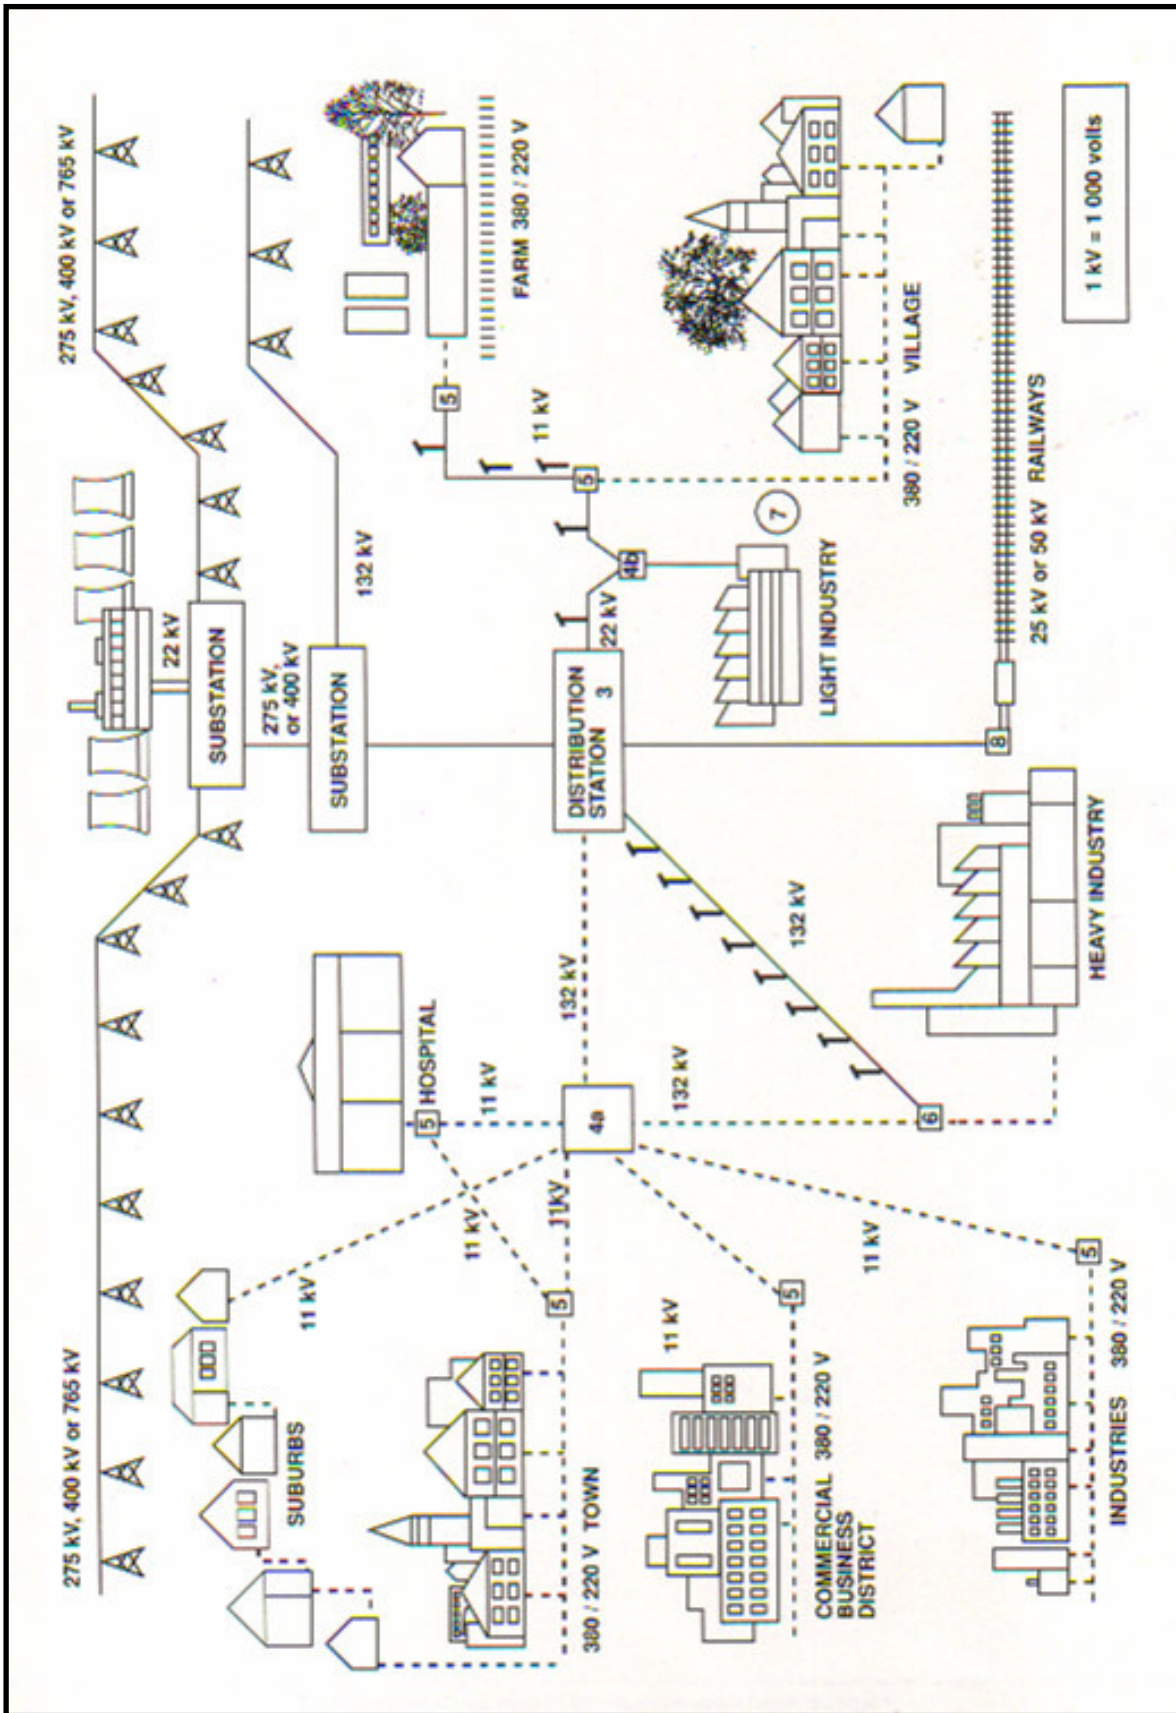 275 kV, 400 kV or 765 kV
275 kV, 400 kV or 765 kV
22 kV
SUBSTATION
275 kV,
or 400 kV
132 kV
SUBSTATION
SUBURBS
11 kV
HOSPITAL
5
11 kV
11 kV
11kV
132 kV
4a
DISTRIBUTION
STATION 3
22 kV
4b
5
11 kV
5
FARM 380 / 220 V
380 / 220 V TOWN
5
LIGHT INDUSTRY
7
380 / 220 V VILLAGE
11 kV
5
COMMERCIAL 380 / 220 V
BUSINESS
DISTRICT
11 kV
132 kV
132 kV
6
8
25 kV or 50 kV RAILWAYS
5
INDUSTRIES 380 / 220 V
HEAVY INDUSTRY
1 kV = 1 000 volts